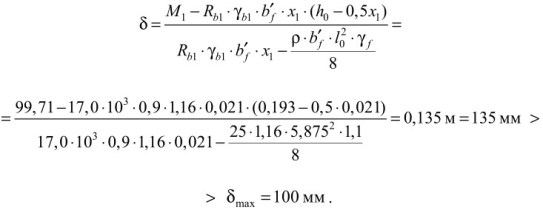 δ = (M₁ − R_b1 · γ_b1 · b′_f · x₁ · (h₀ − 0,5x₁)) / (R_b1 · γ_b1 · b′_f · x₁ − (ρ · b′_f · l₀² · γ_f) / 8) =
= (99,71 − 17,0 · 10³ · 0,9 · 1,16 · 0,021 · (0,193 − 0,5 · 0,021)) / (17,0 · 10³ · 0,9 · 1,16 · 0,021 − (25 · 1,16 · 5,875² · 1,1) / 8) = 0,135 м = 135 мм >
> δ_max = 100 мм .